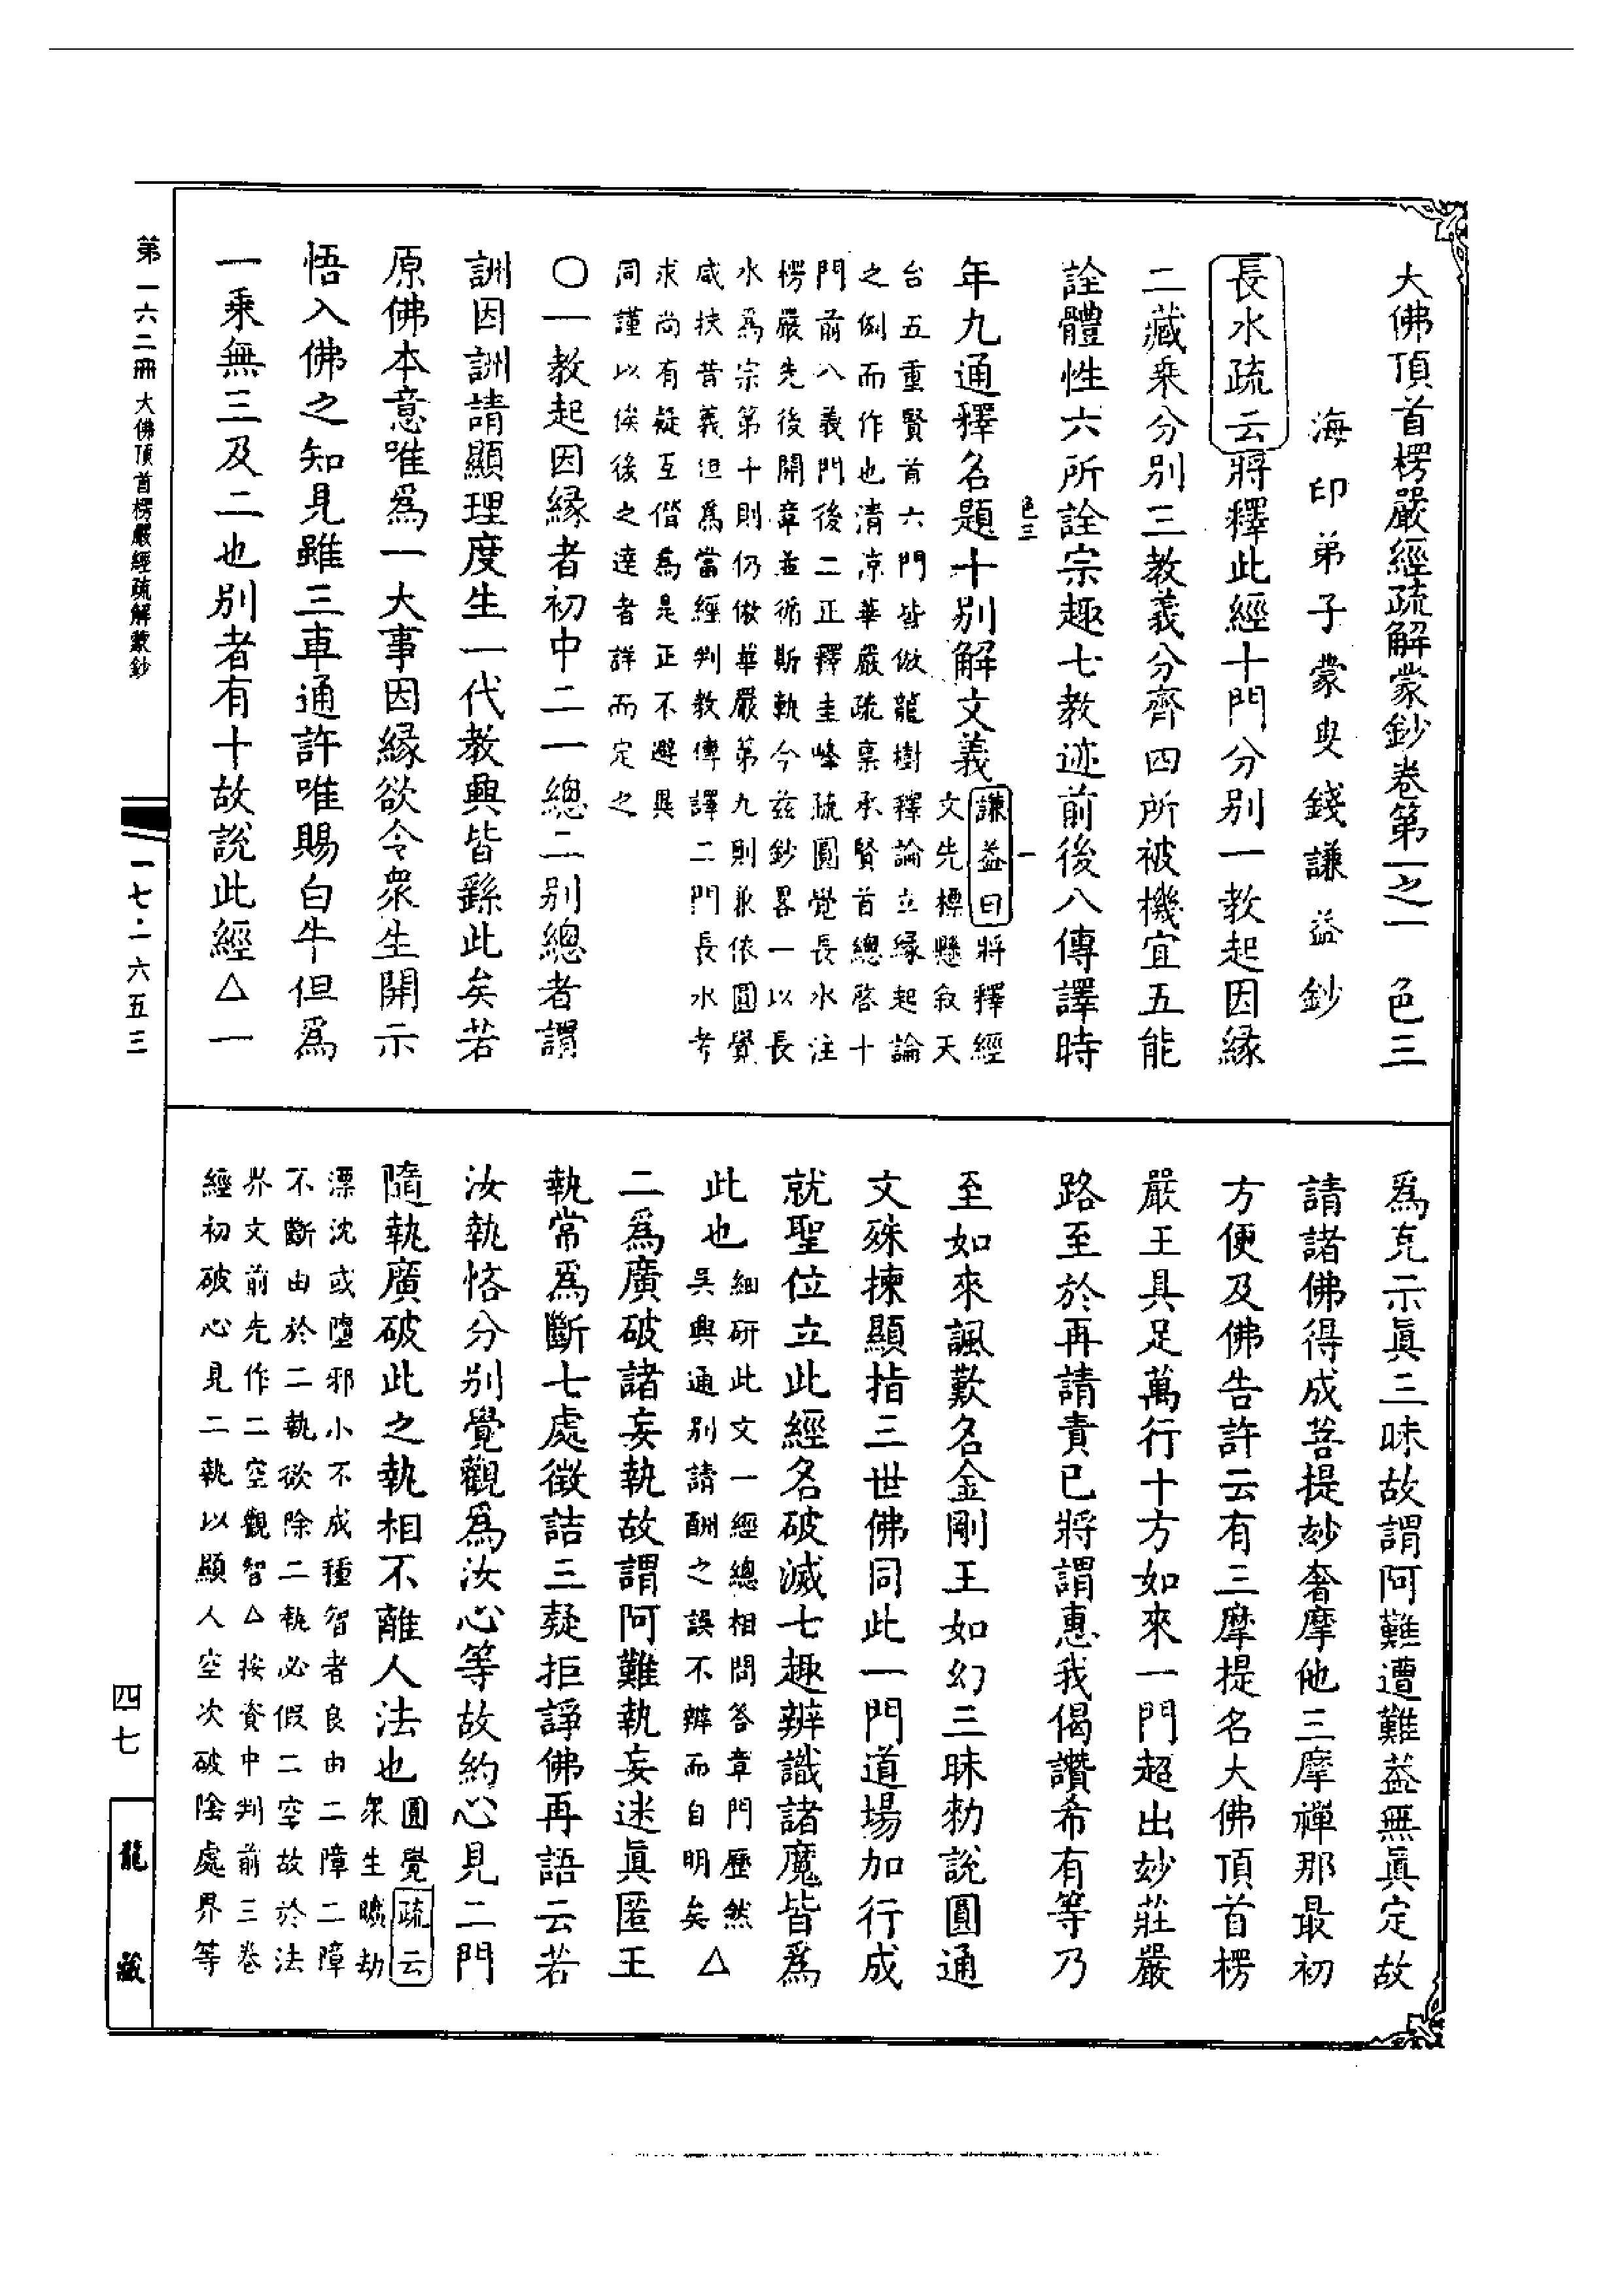 大佛頂首楞嚴經疏解蒙鈔卷第一之一　色三
海印弟子蒙叟錢謙益鈔
長水疏云將釋此經十門分别一教起因緣
二藏乘分别三教義分齊四所被機宜五能
詮體性六所詮宗趣七教迹前後八傳譯時
色三　一
年九通釋名題十别解文義謙益曰將釋經
文先標懸叙天
台五重賢首六門皆倣龍樹釋論立緣起論
之例而作也清凉華嚴疏稟承賢首總啓十
門前八義門後二正釋圭峰疏圓覺長水注
楞嚴先後開章並循斯軌今兹鈔畧一以長
水爲宗第十則仍倣華嚴第九則兼依圓覺
咸扶昔義但爲當經判教傳譯二門長水考
求尚有疑互偕爲是正不避異
同謹以俟後之達者詳而定之
〇一教起因緣者初中二一總二别總者謂
詶因詶請顯理度生一代教興皆繇此矣若
原佛本意唯爲一大事因緣欲令衆生開示
悟入佛之知見雖三車通許唯賜白牛但爲
一乘無三及二也别者有十故説此經△一
爲克示眞三昧故謂阿難遭難葢無眞定故
請諸佛得成菩提妙奢摩他三摩禪那最初
方便及佛告許云有三摩提名大佛頂首楞
嚴王具足萬行十方如來一門超出妙莊嚴
路至於再請責已將謂惠我偈讚希有等乃
至如來諷歎名金剛王如幻三昧勑説圓通
文殊揀顯指三世佛同此一門道場加行成
就聖位立此經名破滅七趣辨識諸魔皆爲
此也細研此文一經總相問答章門歷然
吳興通别請酬之誤不辨而自明矣△
二爲廣破諸妄執故謂阿難執妄迷眞匿王
執常爲斷七處徴詰三疑拒諍佛再語云若
汝執悋分别覺觀爲汝心等故約心見二門
隨執廣破此之執相不離人法也圓覺疏云
衆生曠劫
漂沈或墮邪小不成種智者良由二障二障
不斷由於二執欲除二執必假二空故於法
界文前先作二空觀智△按資中判前三卷
經初破心見二執以顯人空次破陰處界等
第一六二冊　大佛頂首楞嚴經疏解蒙鈔
一七·一六五三
四七
龍藏